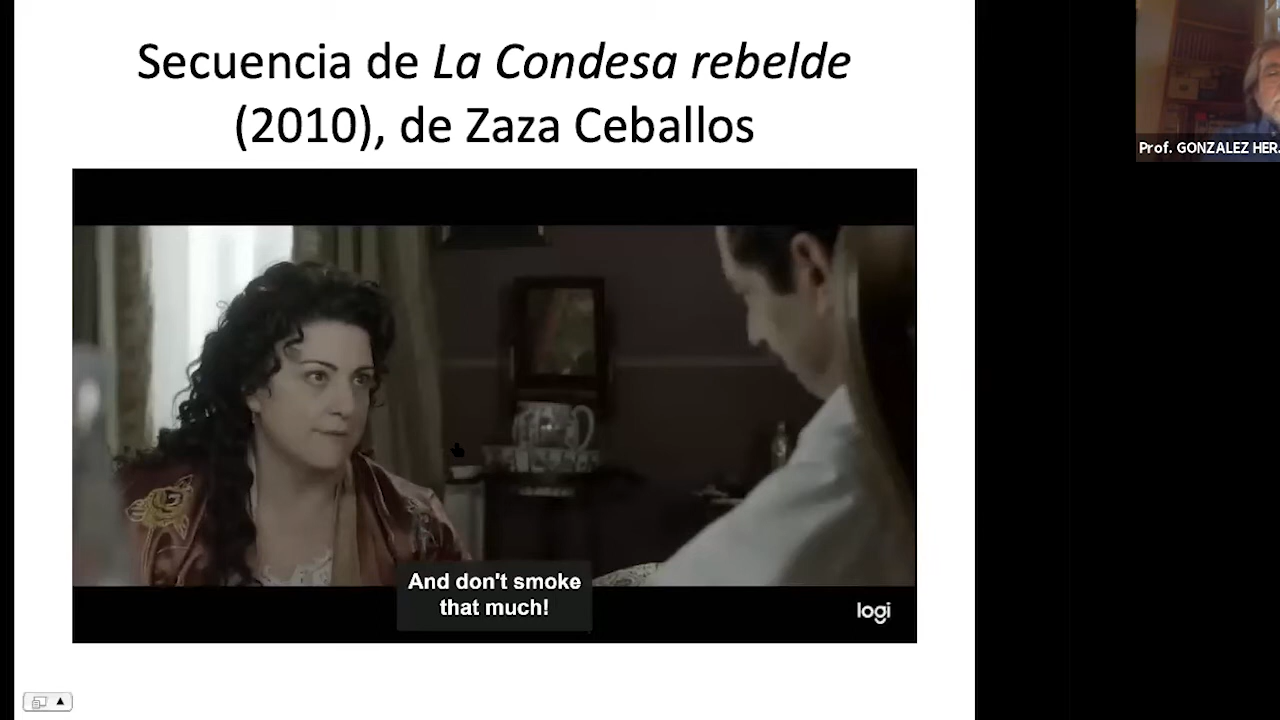 Secuencia de La Condesa rebelde
(2010), de Zaza Ceballos
Prof. GONZALEZ HER.
And don't smoke
that much!
logi